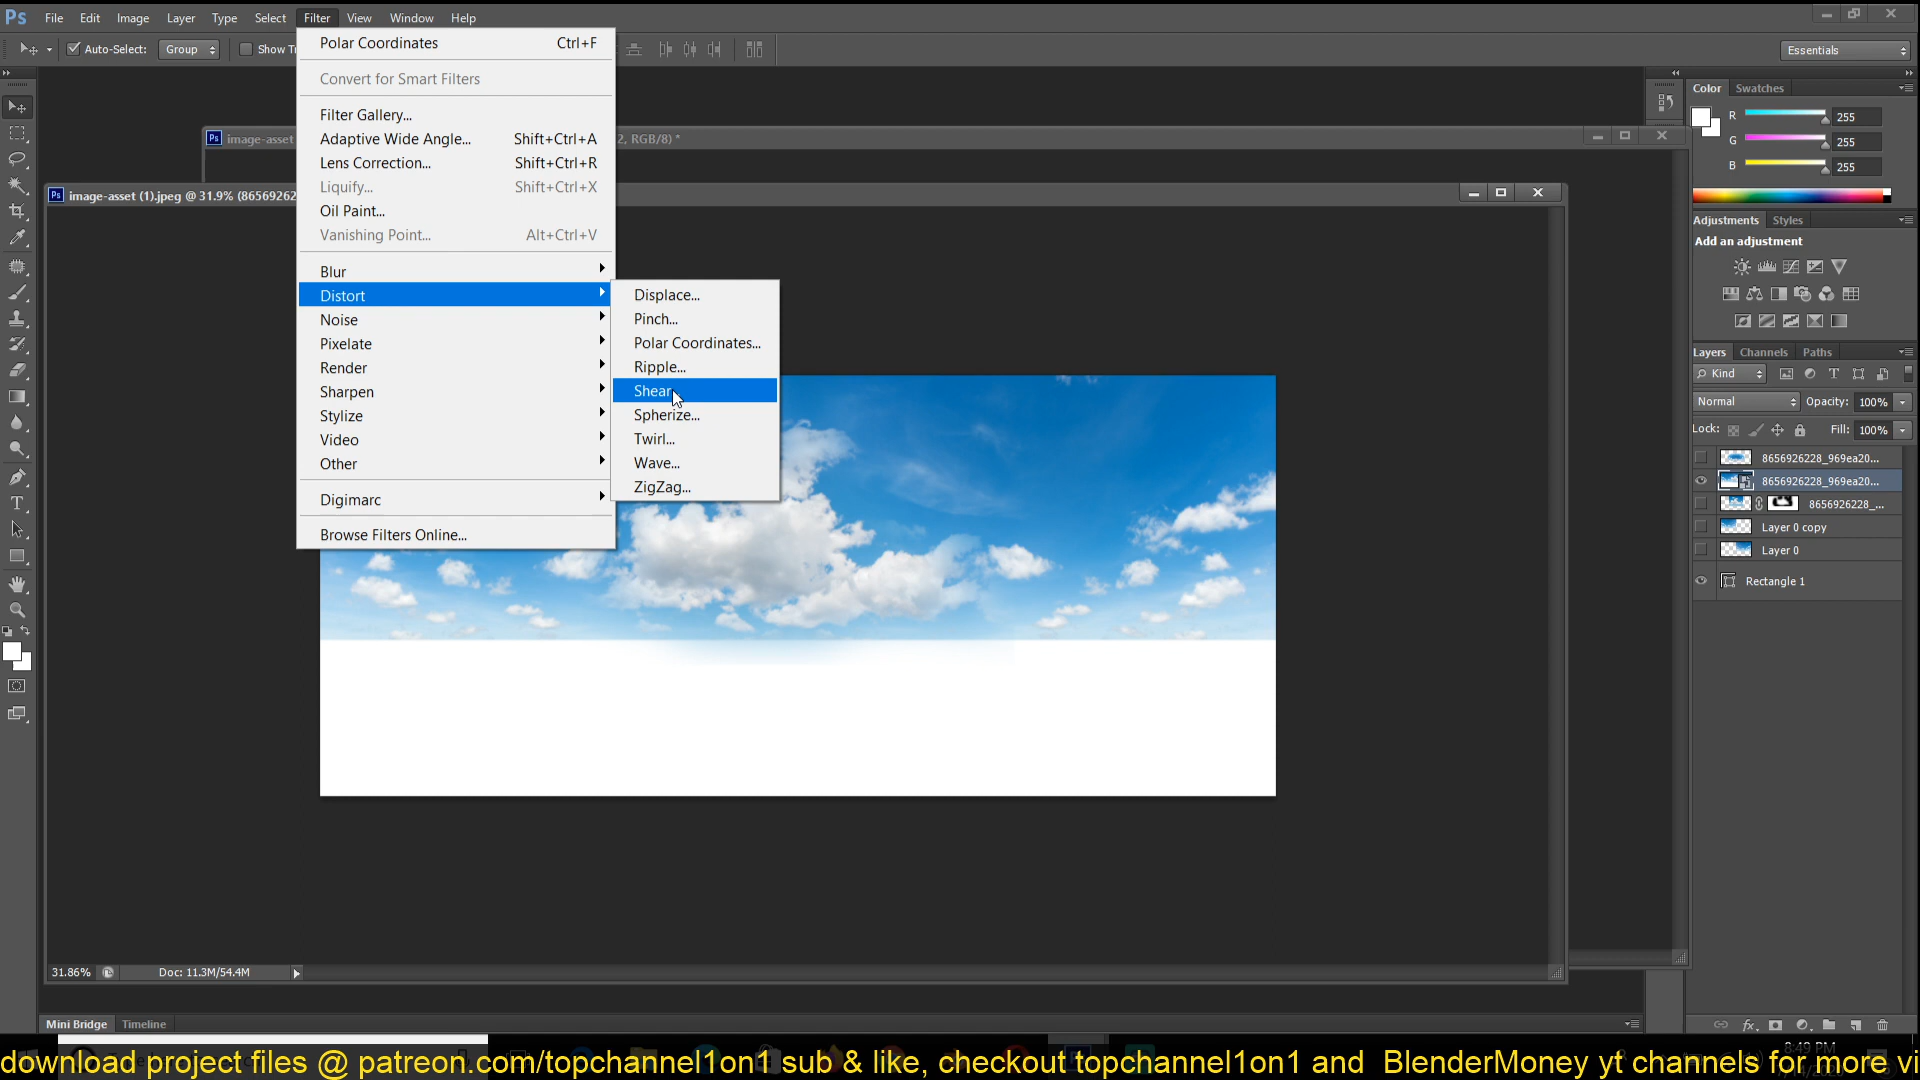 Ps File Edit Image Layer Type Select Filter View Window Help
Auto-Select: Group Show Tr
Essentials
Polar Coordinates Ctrl+F
Convert for Smart Filters
Filter Gallery...
Adaptive Wide Angle... Shift+Ctrl+A
Lens Correction... Shift+Ctrl+R
Liquify... Shift+Ctrl+X
Oil Paint...
Vanishing Point... Alt+Ctrl+V
Blur
Distort
Noise
Pixelate
Render
Sharpen
Stylize
Video
Other
Digimarc
Browse Filters Online...
Displace...
Pinch...
Polar Coordinates...
Ripple...
Shear
Spherize...
Twirl...
Wave...
ZigZag...
Ps image-asset
2, RGB/8) *
Ps image-asset (1).jpeg @ 31.9% (86569262
Color Swatches
R 255
G 255
B 255
Adjustments Styles
Add an adjustment
Layers Channels Paths
Kind
Normal Opacity: 100%
Lock: Fill: 100%
8656926228_969ea20...
8656926228_969ea20...
8656926228_...
Layer 0 copy
Layer 0
Rectangle 1
31.86% Doc: 11.3M/54.4M
Mini Bridge Timeline
8:49 PM
download project files @ patreon.com/topchannel1on1 sub & like, checkout topchannel1on1 and BlenderMoney yt channels for more vi